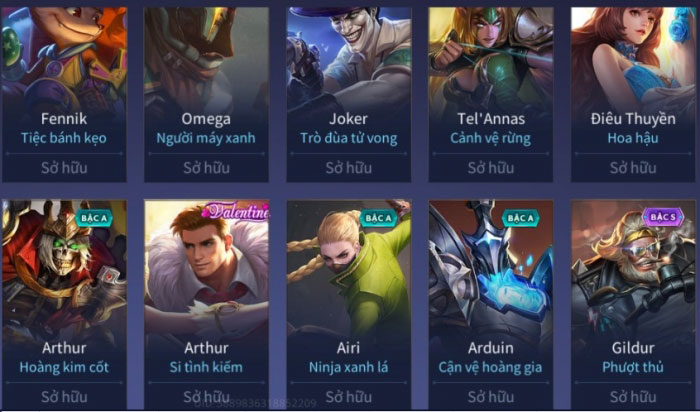 Fennik
Tiệc bánh kẹo
Sở hữu
Omega
Người máy xanh
Sở hữu
Joker
Trò đùa tử vong
Sở hữu
Tel'Annas
Cảnh vệ rừng
Sở hữu
Điêu Thuyền
Hoa hậu
Sở hữu
BẬC A
Arthur
Hoàng kim cốt
Sở hữu
Valentine
Arthur
Si tình kiếm
Sở hữu
BẬC A
Airi
Ninja xanh lá
Sở hữu
BẬC A
Arduin
Cận vệ hoàng gia
Sở hữu
BẬC S
Gildur
Phượt thủ
Sở hữu